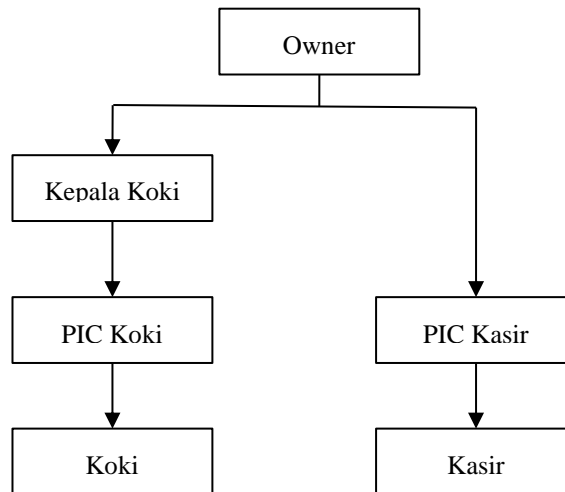 Owner
Kepala Koki
PIC Koki
PIC Kasir
Koki
Kasir